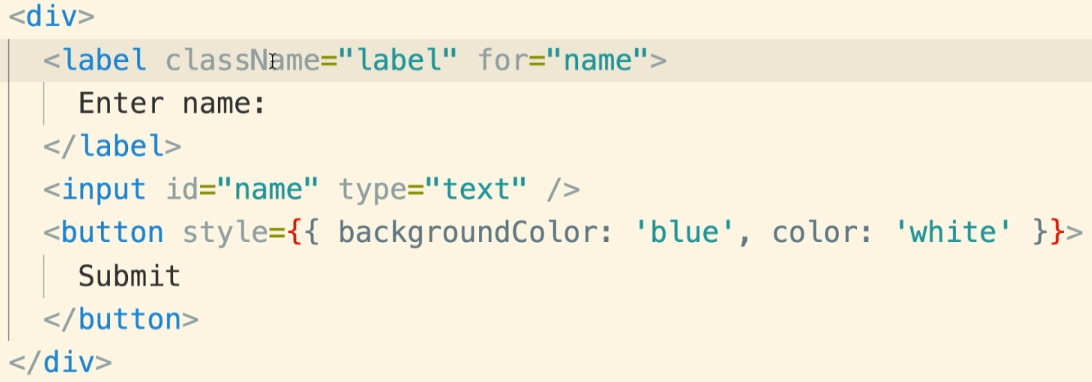 <div>
<label className="label" for="name">
Enter name:
</label>
<input id="name" type="text" />
<button style={{ backgroundColor: 'blue', color: 'white' }}>
Submit
</button>
</div>